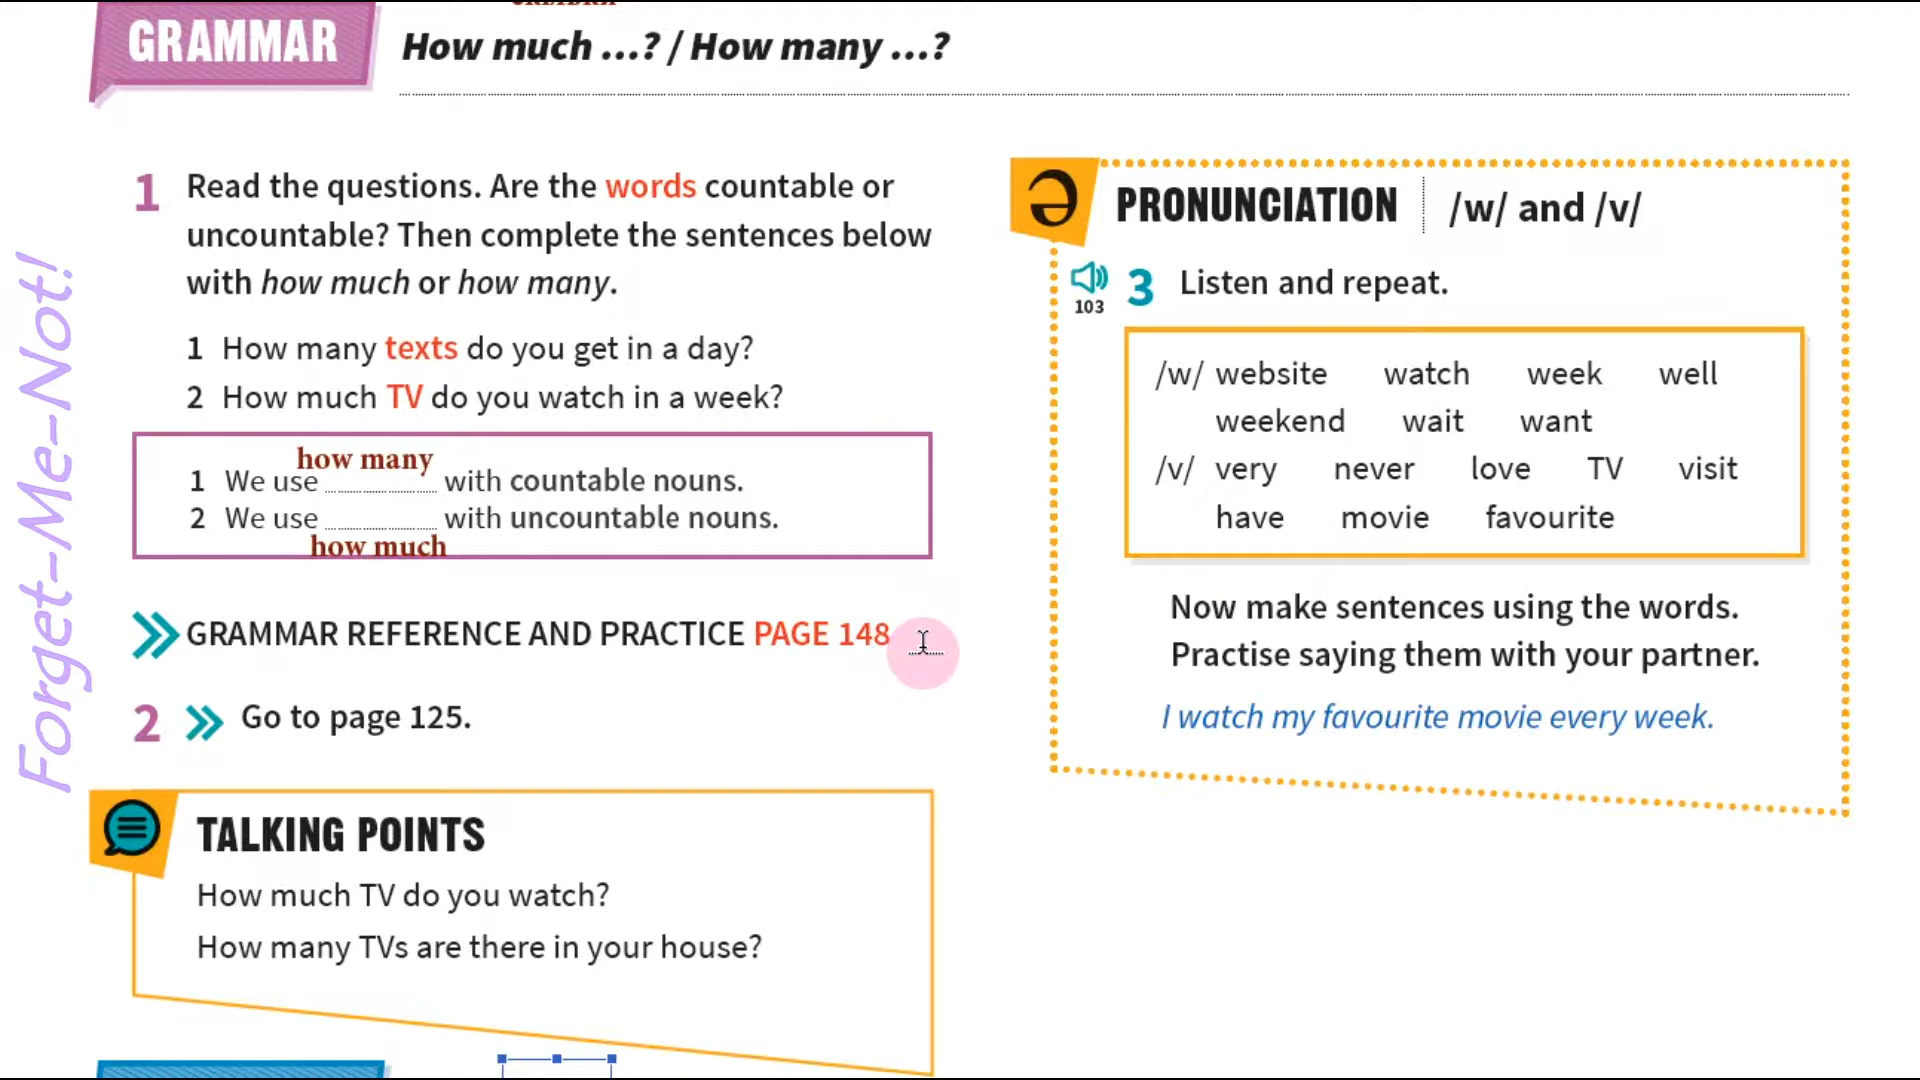 GRAMMAR
How much ...? / How many ...?
1 Read the questions. Are the words countable or
uncountable? Then complete the sentences below
with how much or how many.
1 How many texts do you get in a day?
2 How much TV do you watch in a week?
how many
1 We use ............ with countable nouns.
2 We use ............ with uncountable nouns.
how much
GRAMMAR REFERENCE AND PRACTICE PAGE 148
2 Go to page 125.
TALKING POINTS
How much TV do you watch?
How many TVs are there in your house?
Forget-Me-Not!
ə PRONUNCIATION /w/ and /v/
103 3 Listen and repeat.
/w/ website watch week well
weekend wait want
/v/ very never love TV visit
have movie favourite
Now make sentences using the words.
Practise saying them with your partner.
I watch my favourite movie every week.